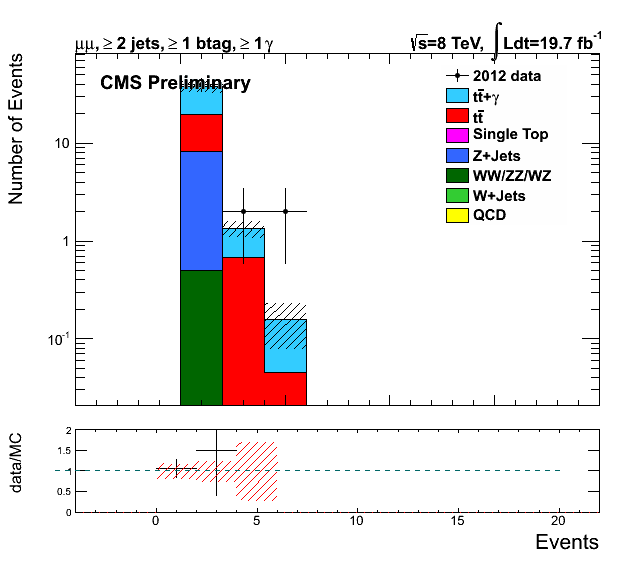 μμ, ≥ 2 jets, ≥ 1 btag, ≥ 1γ
√s=8 TeV, ∫Ldt=19.7 fb⁻¹
CMS Preliminary
2012 data
tt̄+γ
tt̄
Single Top
Z+Jets
WW/ZZ/WZ
W+Jets
QCD
Number of Events
10
1
10⁻¹
data/MC
2
1.5
1
0.5
0
0 5 10 15 20
Events